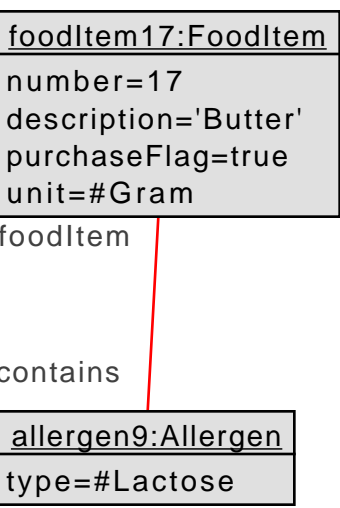 foodItem17:FoodItem
number=17
description='Butter'
purchaseFlag=true
unit=#Gram
foodItem
contains
allergen9:Allergen
type=#Lactose